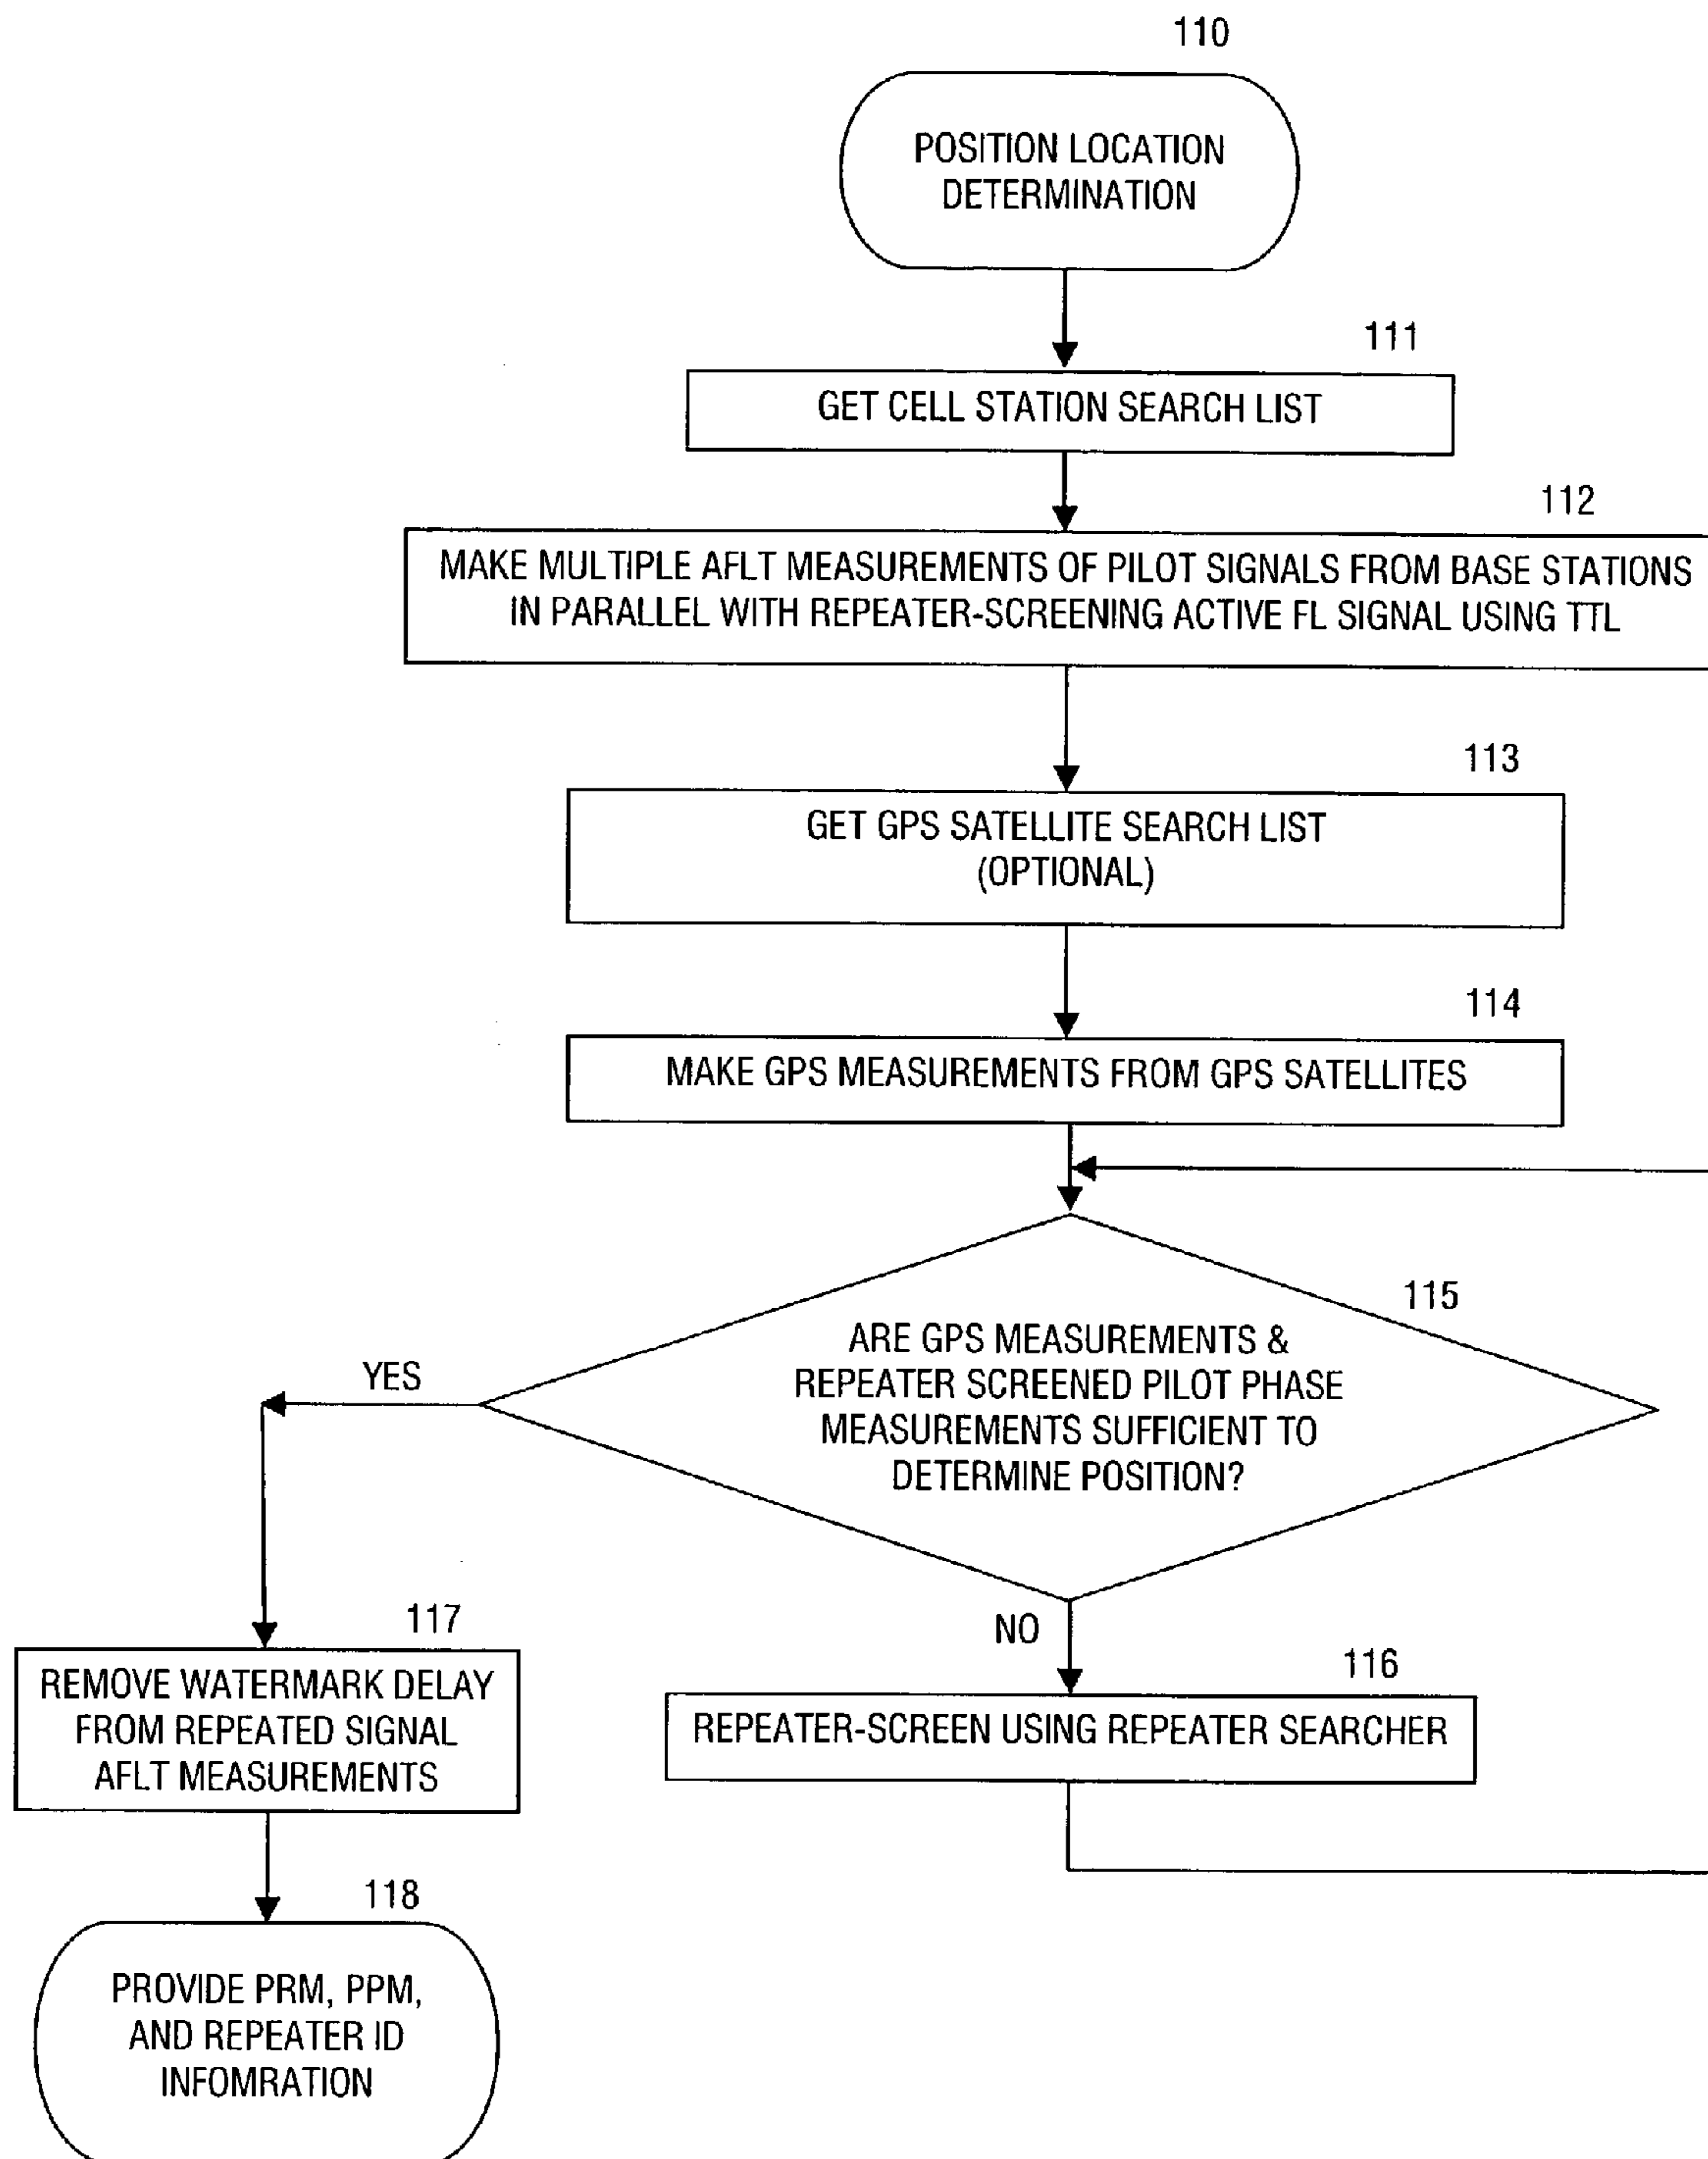 110
POSITION LOCATION
DETERMINATION
111
GET CELL STATION SEARCH LIST
112
MAKE MULTIPLE AFLT MEASUREMENTS OF PILOT SIGNALS FROM BASE STATIONS
IN PARALLEL WITH REPEATER-SCREENING ACTIVE FL SIGNAL USING TTL
113
GET GPS SATELLITE SEARCH LIST
(OPTIONAL)
114
MAKE GPS MEASUREMENTS FROM GPS SATELLITES
115
ARE GPS MEASUREMENTS &
REPEATER SCREENED PILOT PHASE
MEASUREMENTS SUFFICIENT TO
DETERMINE POSITION?
YES
NO
117
REMOVE WATERMARK DELAY
FROM REPEATED SIGNAL
AFLT MEASUREMENTS
116
REPEATER-SCREEN USING REPEATER SEARCHER
118
PROVIDE PRM, PPM,
AND REPEATER ID
INFOMRATION